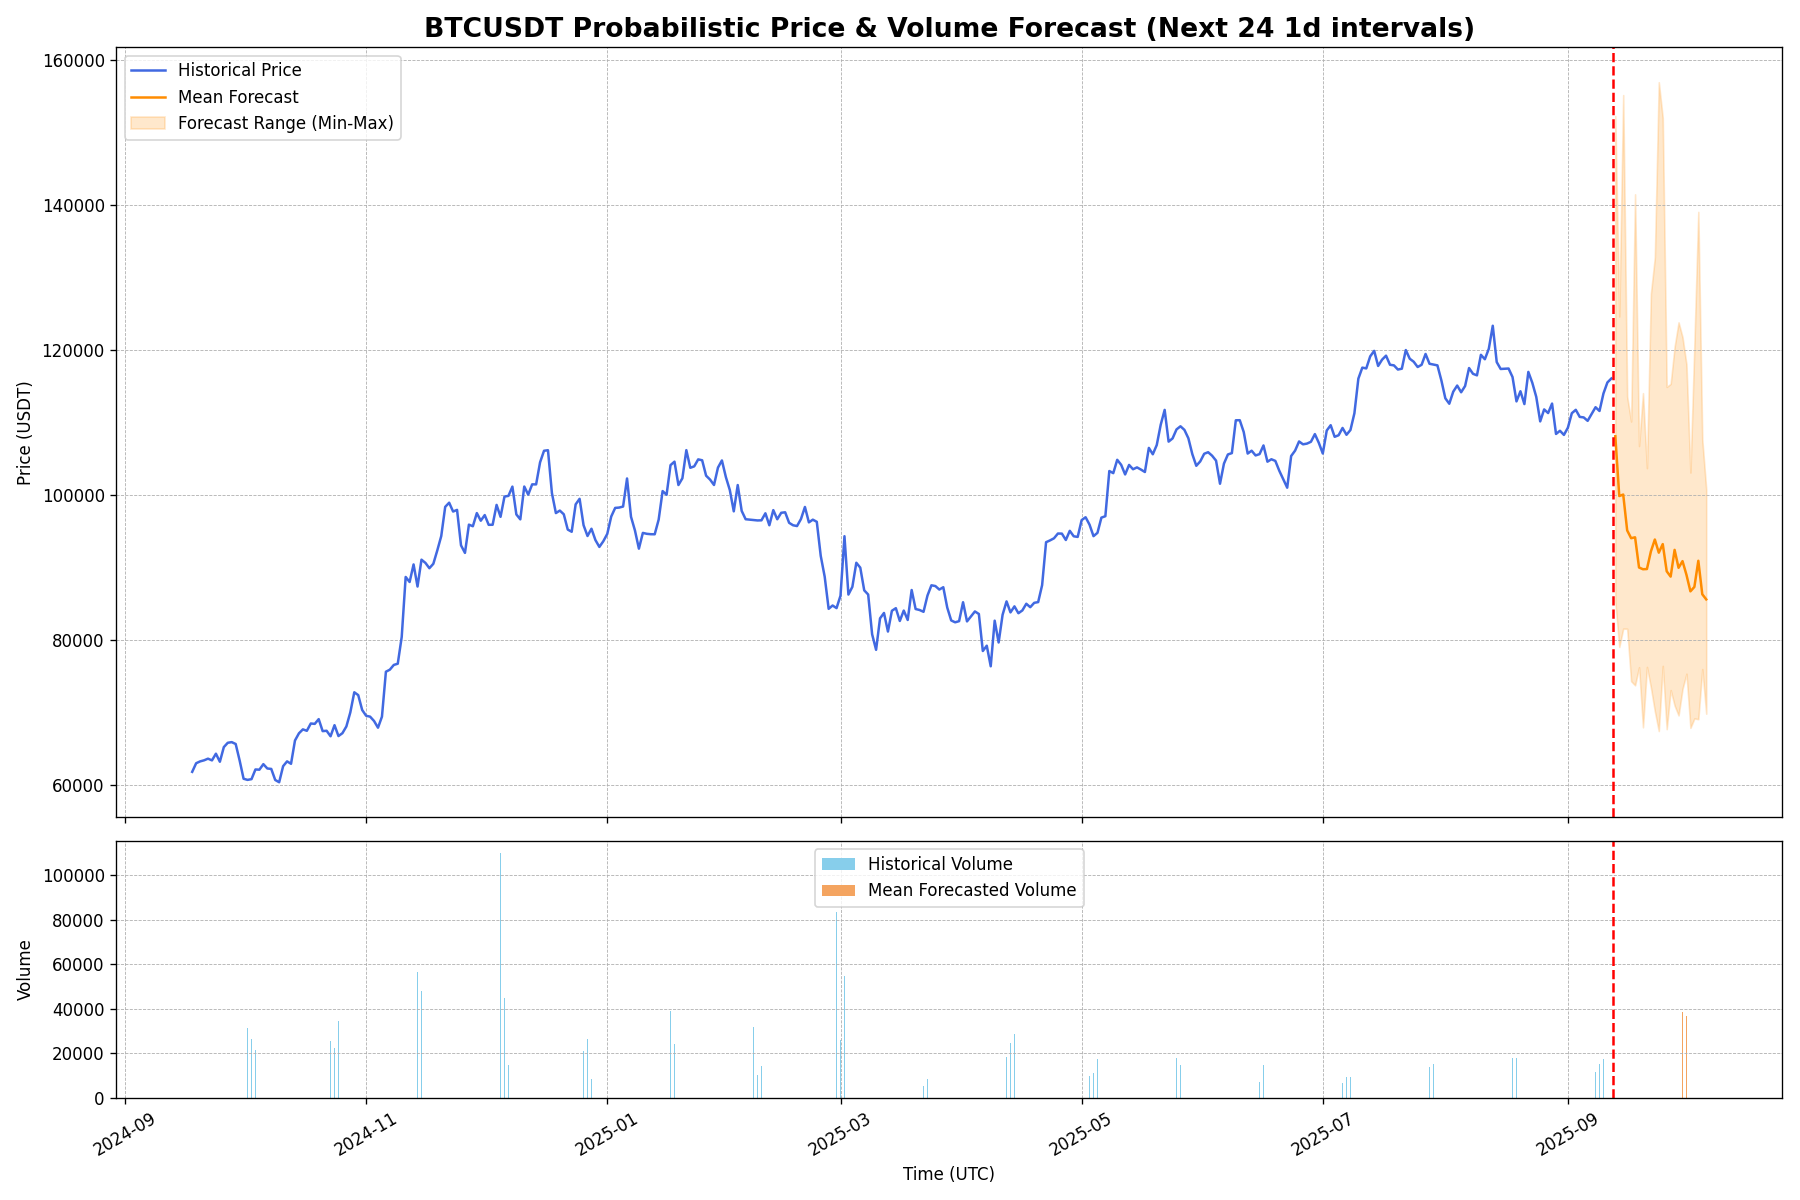 BTCUSDT Probabilistic Price & Volume Forecast (Next 24 1d intervals)
Historical Price
Mean Forecast
Forecast Range (Min-Max)
Price (USDT)
160000
140000
120000
100000
80000
60000
Historical Volume
Mean Forecasted Volume
Volume
100000
80000
60000
40000
20000
0
2024-09
2024-11
2025-01
2025-03
2025-05
2025-07
2025-09
Time (UTC)